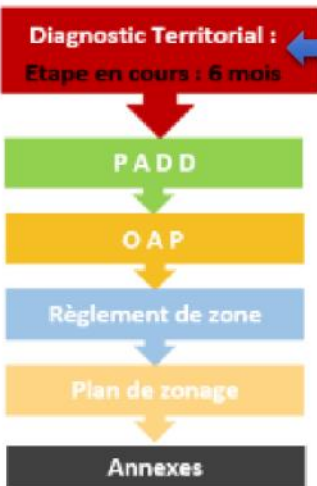 Diagnostic Territorial :
Etape en cours : 6 mois
PADD
OAP
Règlement de zone
Plan de zonage
Annexes